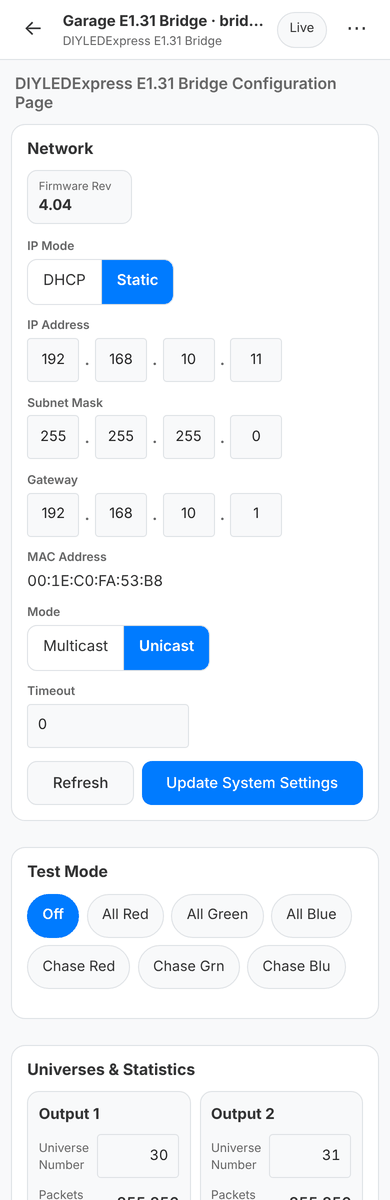 Garage E1.31 Bridge · brid...
DIYLEDExpress E1.31 Bridge
Live
DIYLEDExpress E1.31 Bridge Configuration
Page
Network
Firmware Rev
4.04
IP Mode
DHCP Static
IP Address
192 . 168 . 10 . 11
Subnet Mask
255 . 255 . 255 . 0
Gateway
192 . 168 . 10 . 1
MAC Address
00:1E:C0:FA:53:B8
Mode
Multicast Unicast
Timeout
0
Refresh Update System Settings
Test Mode
Off All Red All Green All Blue
Chase Red Chase Grn Chase Blu
Universes & Statistics
Output 1 Output 2
Universe Number 30 Universe Number 31
Packets Packets